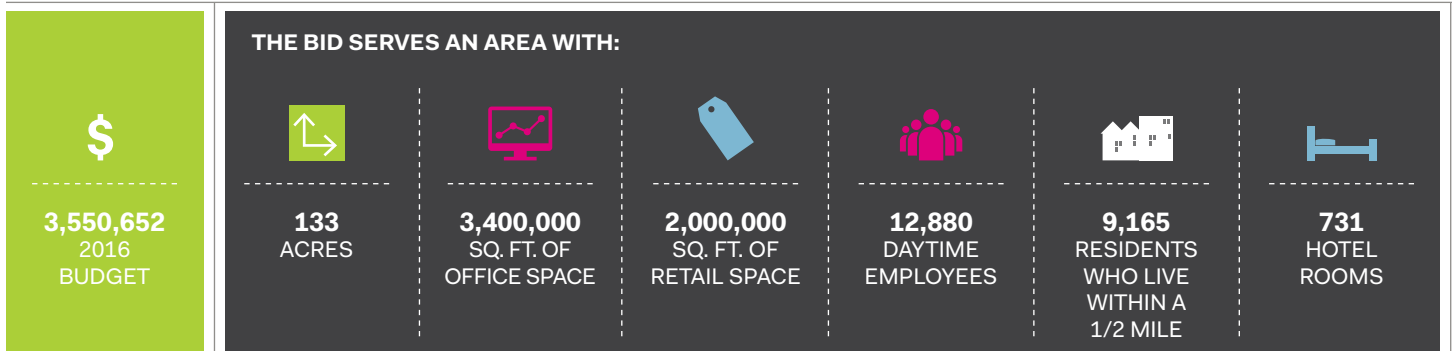 $
3,550,652
2016
BUDGET
THE BID SERVES AN AREA WITH:
133
ACRES
3,400,000
SQ. FT. OF
OFFICE SPACE
2,000,000
SQ. FT. OF
RETAIL SPACE
12,880
DAYTIME
EMPLOYEES
9,165
RESIDENTS
WHO LIVE
WITHIN A
1/2 MILE
731
HOTEL
ROOMS